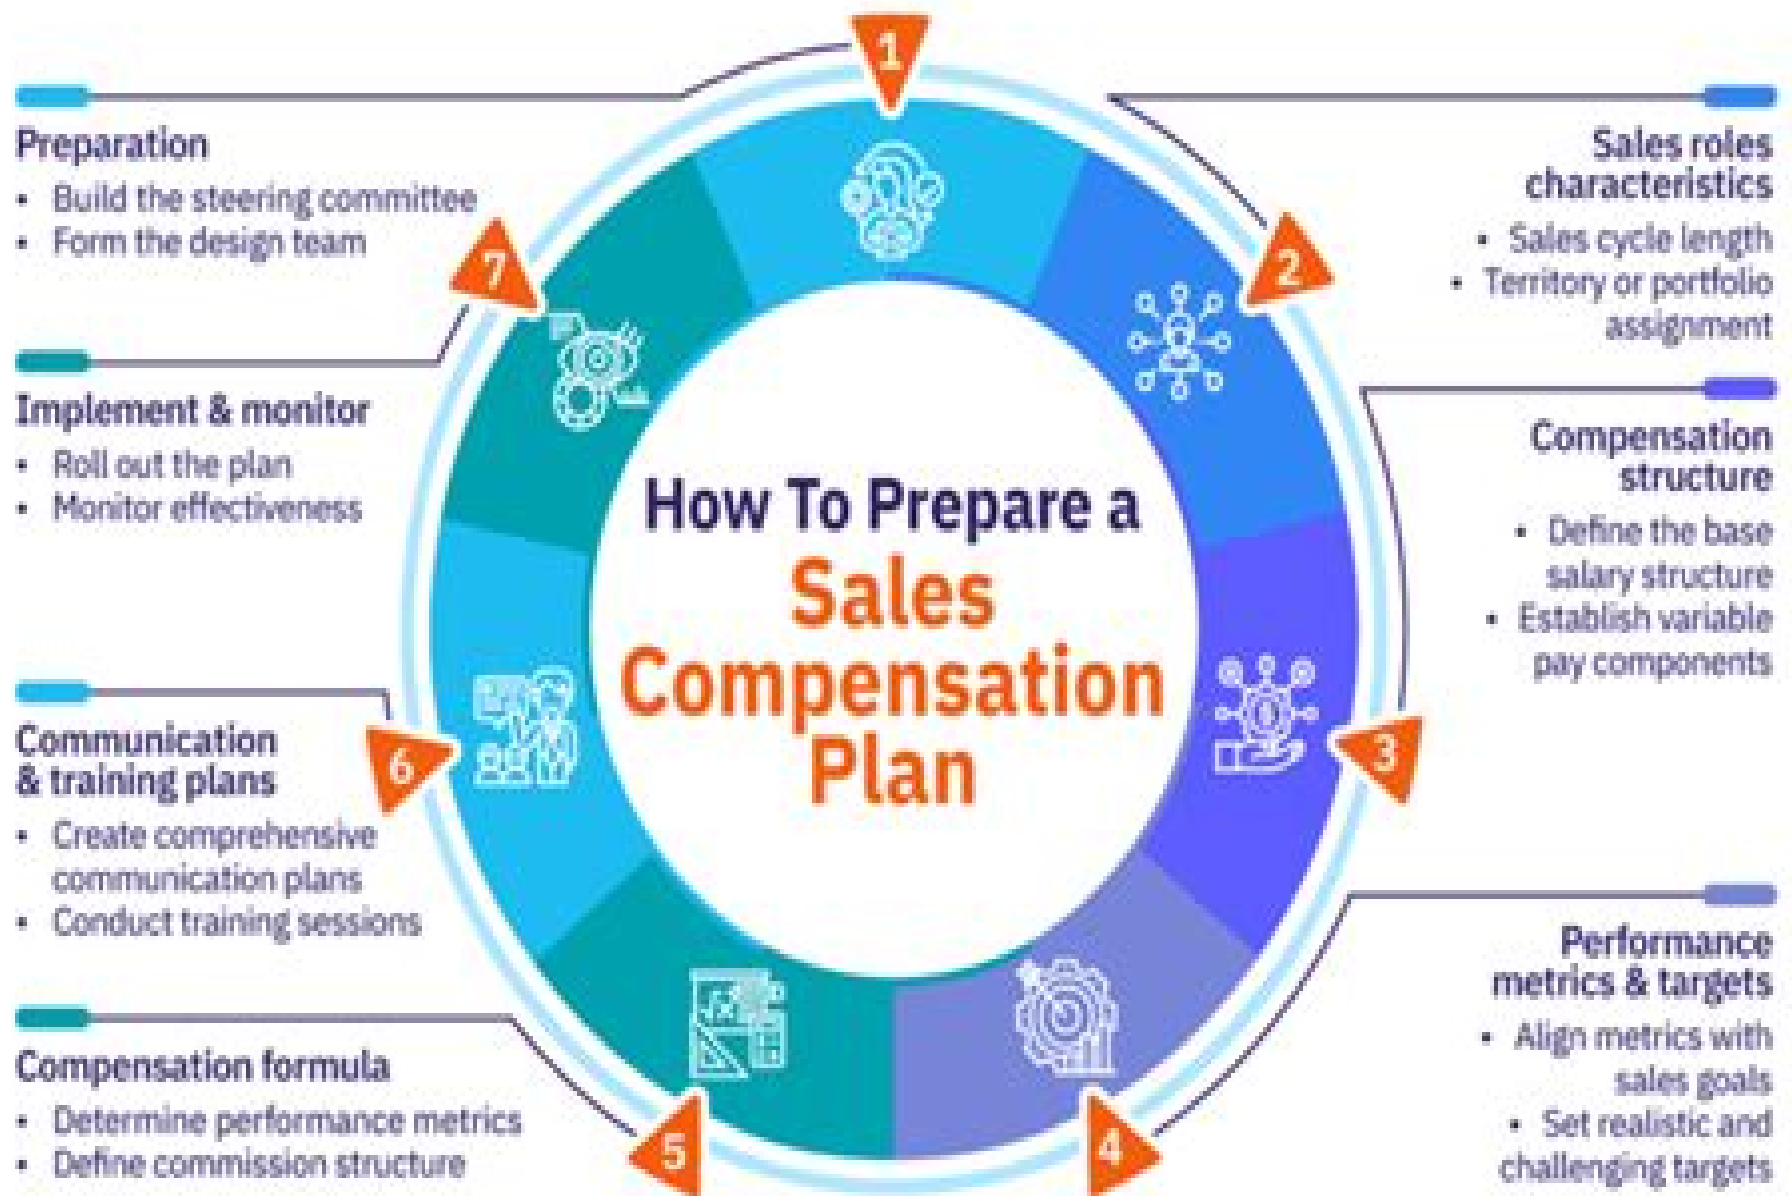 How To Prepare a
Sales
Compensation
Plan
1
Preparation
• Build the steering committee
• Form the design team
2
Sales roles
characteristics
• Sales cycle length
• Territory or portfolio
assignment
3
Compensation
structure
• Define the base
salary structure
• Establish variable
pay components
4
Performance
metrics & targets
• Align metrics with
sales goals
• Set realistic and
challenging targets
5
Compensation formula
• Determine performance metrics
• Define commission structure
6
Communication
& training plans
• Create comprehensive
communication plans
• Conduct training sessions
7
Implement & monitor
• Roll out the plan
• Monitor effectiveness